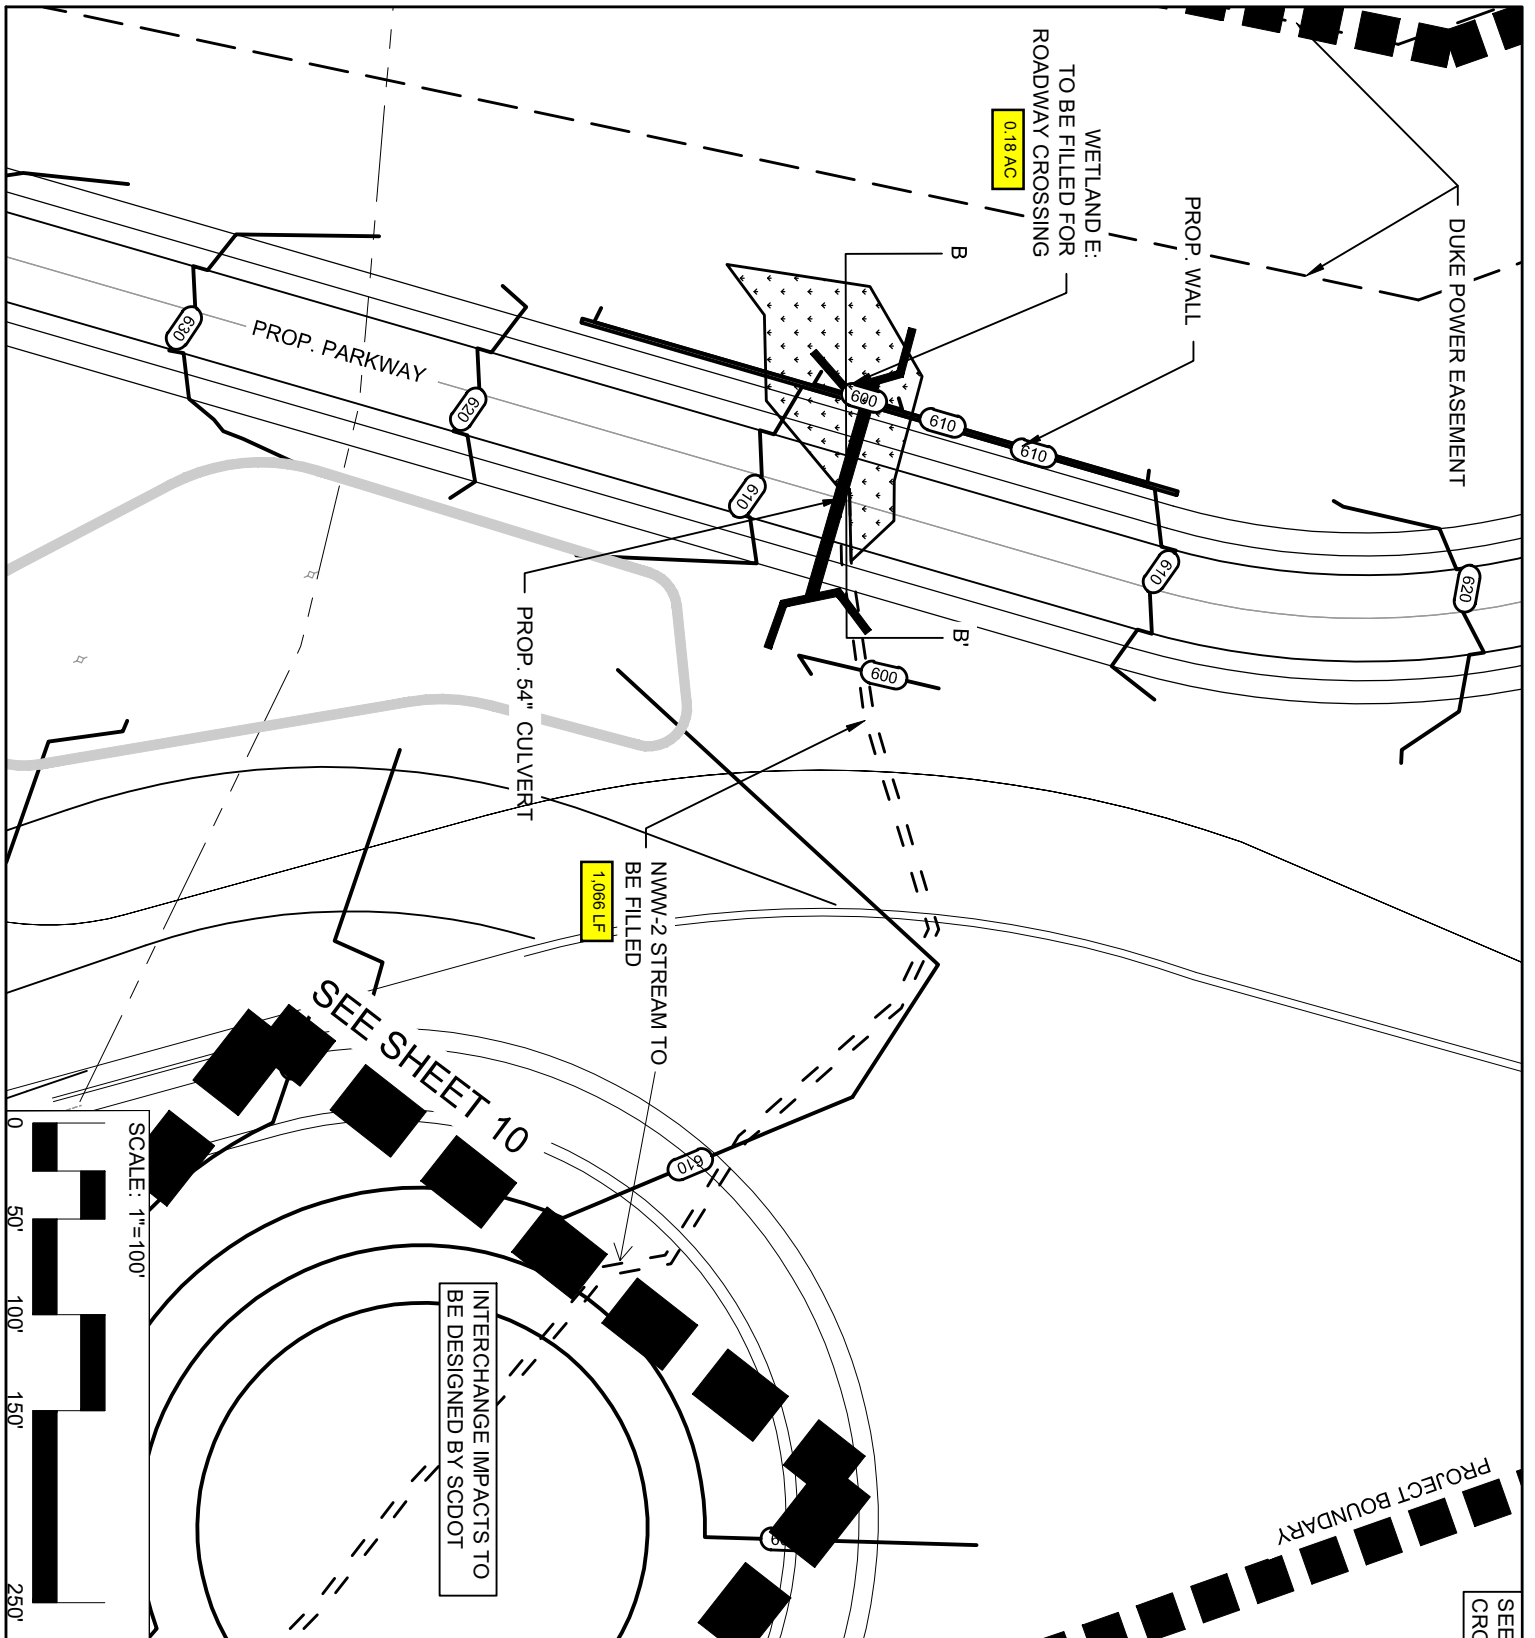 DUKE POWER EASEMENT
PROP. WALL
WETLAND E:
TO BE FILLED FOR
ROADWAY CROSSING
0.18 AC
B
B'
PROP. PARKWAY
630
620
610
600
610
610
610
620
600
PROP. 54" CULVERT
NWW-2 STREAM TO
BE FILLED
1,066 LF
SEE SHEET 10
610
INTERCHANGE IMPACTS TO
BE DESIGNED BY SCDOT
PROJECT BOUNDARY
SEE
SCALE: 1"=100'
0 50' 100' 150' 250'